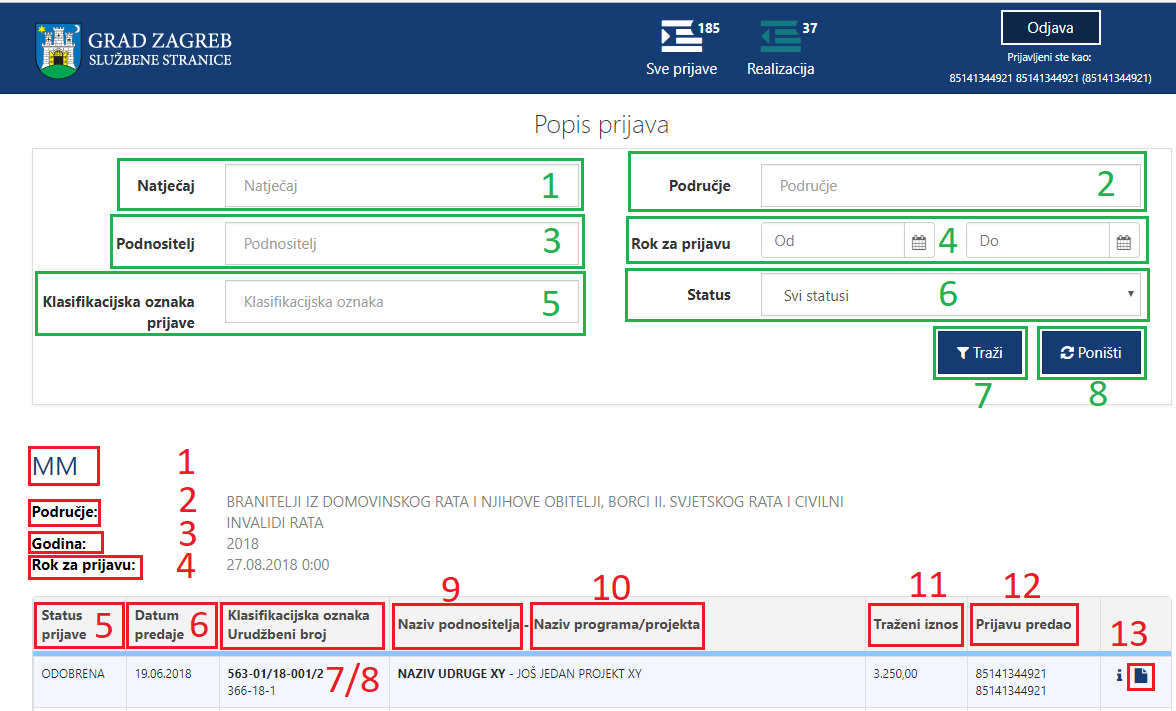 GRAD ZAGREB
SLUŽBENE STRANICE
185
Sve prijave
37
Realizacija
Odjava
Prijavljeni ste kao:
85141344921 85141344921 (85141344921)
Popis prijava
Natječaj
Natječaj
1
Područje
Područje
2
Podnositelj
Podnositelj
3
Rok za prijavu
Od
4
Do
Klasifikacijska oznaka
prijave
Klasifikacijska oznaka
5
Status
Svi statusi
6
Traži
Poništi
7
8
MM
1
Područje:
2
BRANITELJI IZ DOMOVINSKOG RATA I NJIHOVE OBITELJI, BORCI II. SVJETSKOG RATA I CIVILNI
INVALIDI RATA
Godina:
3
2018
Rok za prijavu:
4
27.08.2018 0:00
9
10
11
12
Status
prijave
5
Datum
predaje
6
Klasifikacijska oznaka
Urudžbeni broj
Naziv podnositelja - Naziv programa/projekta
Traženi iznos
Prijavu predao
13
ODOBRENA
19.06.2018
563-01/18-001/2
366-18-1
7/8
NAZIV UDRUGE XY - JOŠ JEDAN PROJEKT XY
3.250,00
85141344921
85141344921
i